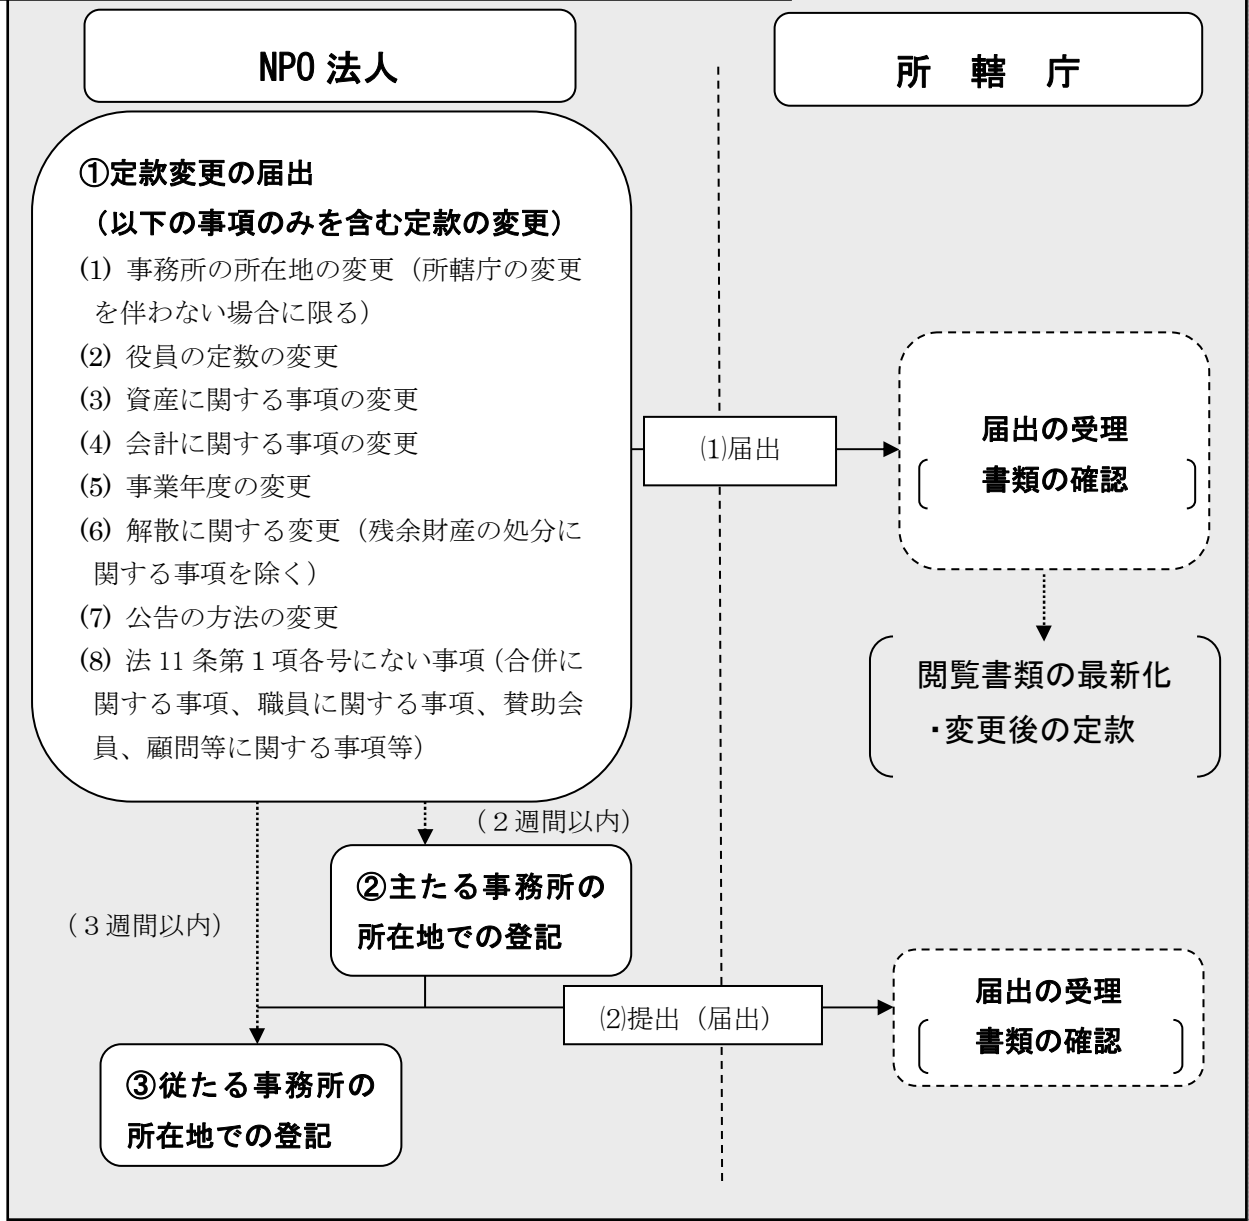 NPO 法人
所 轄 庁
①定款変更の届出
（以下の事項のみを含む定款の変更）
(1) 事務所の所在地の変更（所轄庁の変更
を伴わない場合に限る）
(2) 役員の定数の変更
(3) 資産に関する事項の変更
(4) 会計に関する事項の変更
(5) 事業年度の変更
(6) 解散に関する変更（残余財産の処分に
関する事項を除く）
(7) 公告の方法の変更
(8) 法 11 条第１項各号にない事項（合併に
関する事項、職員に関する事項、賛助会
員、顧問等に関する事項等）
⑴届出
届出の受理
書類の確認
閲覧書類の最新化
・変更後の定款
（２週間以内）
②主たる事務所の
所在地での登記
（３週間以内）
⑵提出（届出）
届出の受理
書類の確認
③従たる事務所の
所在地での登記